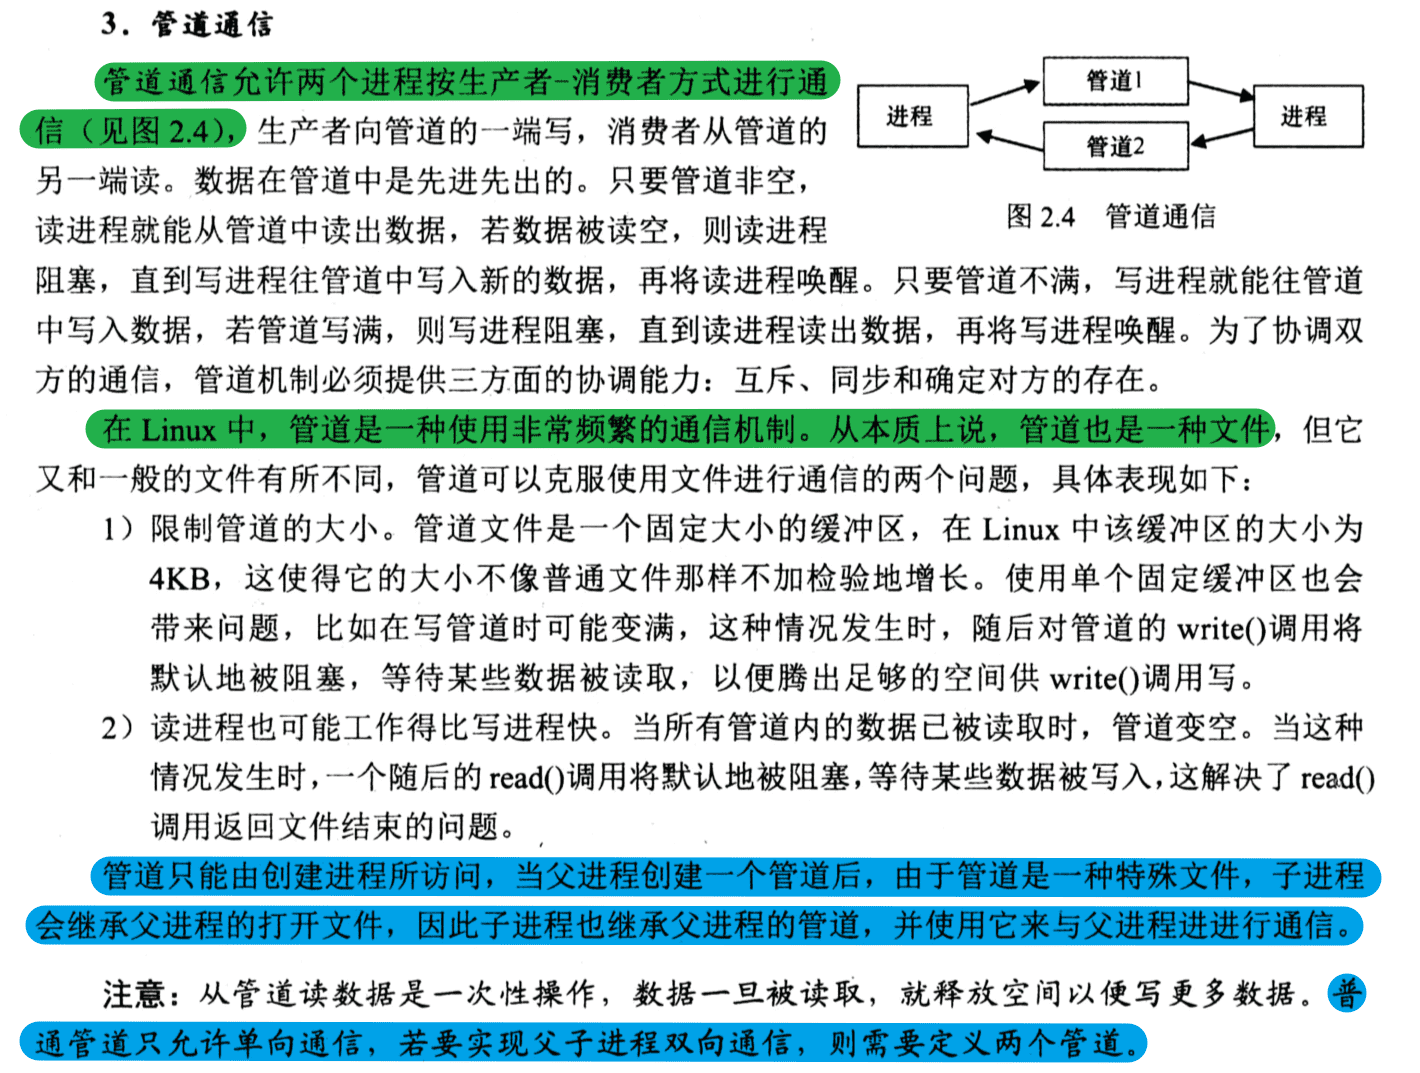 3. 管道通信
管道通信允许两个进程按生产者-消费者方式进行通
信（见图 2.4），生产者向管道的一端写，消费者从管道的
另一端读。数据在管道中是先进先出的。只要管道非空，
读进程就能从管道中读出数据，若数据被读空，则读进程
进程
管道1
管道2
进程
图 2.4 管道通信
阻塞，直到写进程往管道中写入新的数据，再将读进程唤醒。只要管道不满，写进程就能往管道
中写入数据，若管道写满，则写进程阻塞，直到读进程读出数据，再将写进程唤醒。为了协调双
方的通信，管道机制必须提供三方面的协调能力：互斥、同步和确定对方的存在。
在 Linux 中，管道是一种使用非常频繁的通信机制。从本质上说，管道也是一种文件，但它
又和一般的文件有所不同，管道可以克服使用文件进行通信的两个问题，具体表现如下：
1）限制管道的大小。管道文件是一个固定大小的缓冲区，在 Linux 中该缓冲区的大小为
4KB，这使得它的大小不像普通文件那样不加检验地增长。使用单个固定缓冲区也会
带来问题，比如在写管道时可能变满，这种情况发生时，随后对管道的 write()调用将
默认地被阻塞，等待某些数据被读取，以便腾出足够的空间供 write()调用写。
2）读进程也可能工作得比写进程快。当所有管道内的数据已被读取时，管道变空。当这种
情况发生时，一个随后的 read()调用将默认地被阻塞，等待某些数据被写入，这解决了 read()
调用返回文件结束的问题。
管道只能由创建进程所访问，当父进程创建一个管道后，由于管道是一种特殊文件，子进程
会继承父进程的打开文件，因此子进程也继承父进程的管道，并使用它来与父进程进进行通信。
注意：从管道读数据是一次性操作，数据一旦被读取，就释放空间以便写更多数据。普
通管道只允许单向通信，若要实现父子进程双向通信，则需要定义两个管道。